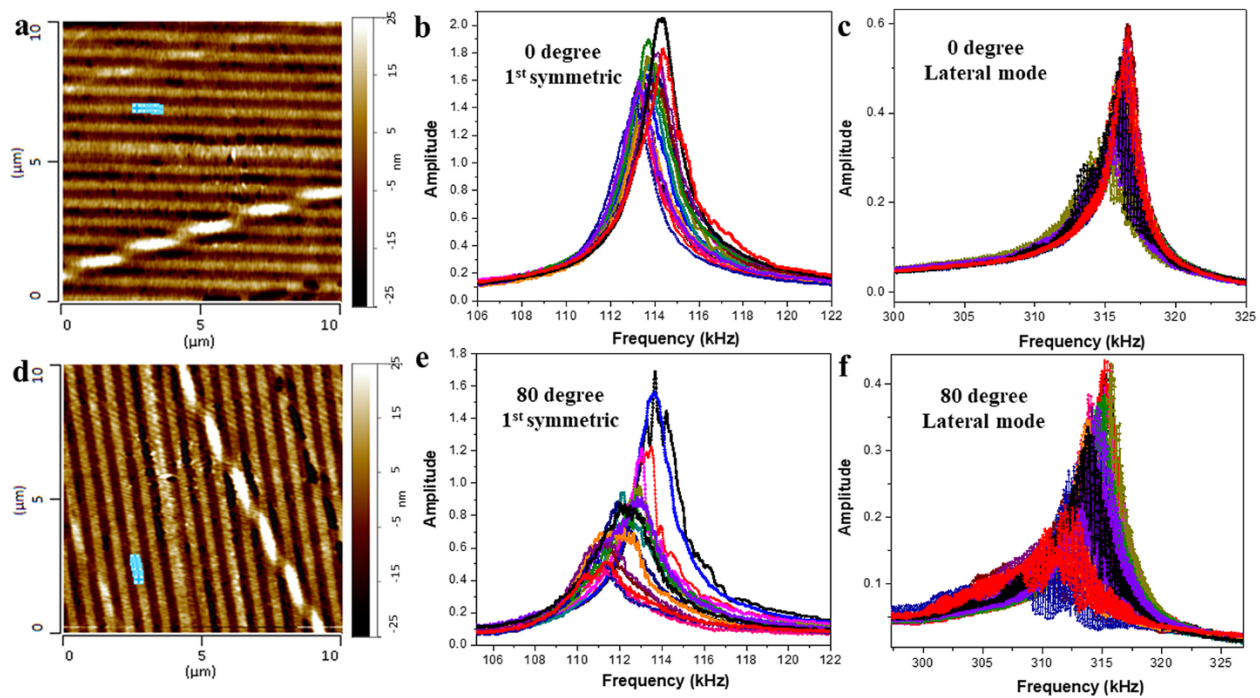 a
10
5
0
(μm)
0
5
10
(μm)
25
15
5
nm
-5
-15
-25
b
0 degree
1st symmetric
2.0
1.8
1.6
1.4
1.2
1.0
0.8
0.6
0.4
0.2
0.0
Amplitude
106 108 110 112 114 116 118 120 122
Frequency (kHz)
c
0 degree
Lateral mode
0.6
0.4
0.2
0.0
Amplitude
300 305 310 315 320 325
Frequency (kHz)
d
10
5
0
(μm)
0
5
10
(μm)
25
15
5
nm
-5
-15
-25
e
80 degree
1st symmetric
1.8
1.6
1.4
1.2
1.0
0.8
0.6
0.4
0.2
0.0
Amplitude
106 108 110 112 114 116 118 120 122
Frequency (kHz)
f
80 degree
Lateral mode
0.4
0.3
0.2
0.1
Amplitude
300 305 310 315 320 325
Frequency (kHz)